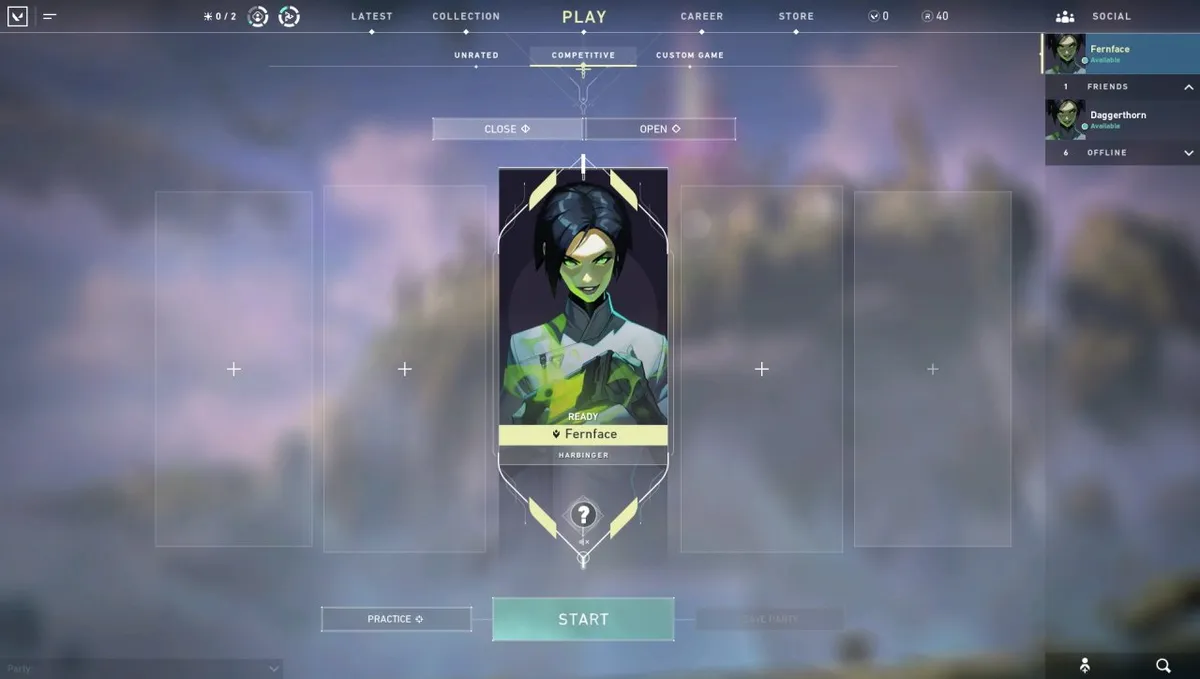 0 / 2
LATEST
COLLECTION
PLAY
CAREER
STORE
0
R 40
SOCIAL
UNRATED
COMPETITIVE
CUSTOM GAME
Fernface
Available
1 FRIENDS
Daggerthorn
Available
6 OFFLINE
CLOSE
OPEN
READY
Fernface
HARBINGER
?
PRACTICE
START
PARTY
Party: